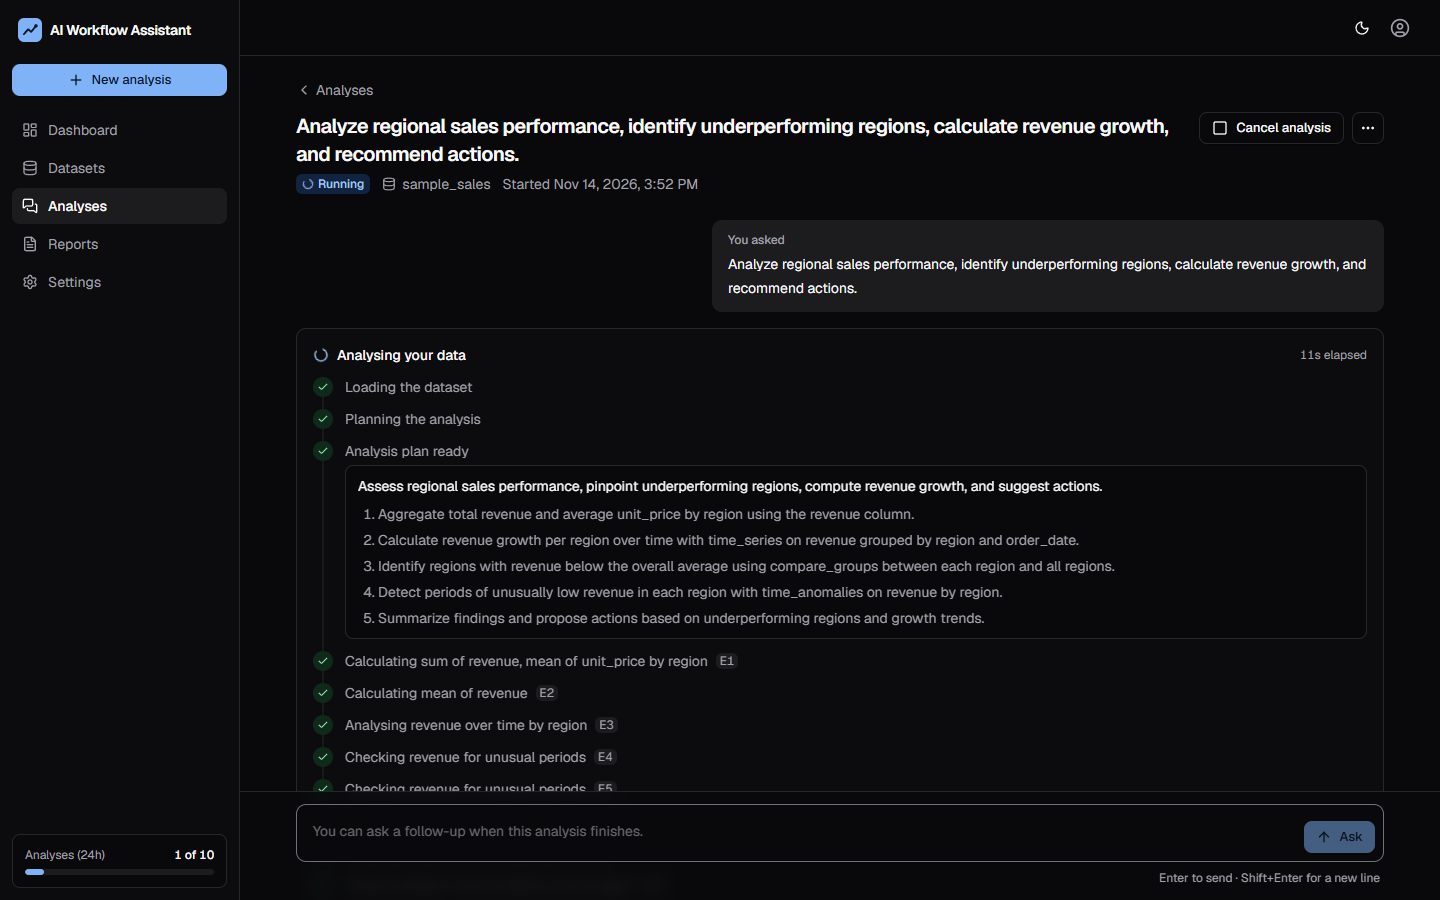 AI Workflow Assistant
New analysis
Dashboard
Datasets
Analyses
Reports
Settings
Analyses (24h) 1 of 10
Analyses
Analyze regional sales performance, identify underperforming regions, calculate revenue growth,
and recommend actions.
Cancel analysis
Running sample_sales Started Nov 14, 2026, 3:52 PM
You asked
Analyze regional sales performance, identify underperforming regions, calculate revenue growth, and
recommend actions.
Analysing your data 11s elapsed
Loading the dataset
Planning the analysis
Analysis plan ready
Assess regional sales performance, pinpoint underperforming regions, compute revenue growth, and suggest actions.
1. Aggregate total revenue and average unit_price by region using the revenue column.
2. Calculate revenue growth per region over time with time_series on revenue grouped by region and order_date.
3. Identify regions with revenue below the overall average using compare_groups between each region and all regions.
4. Detect periods of unusually low revenue in each region with time_anomalies on revenue by region.
5. Summarize findings and propose actions based on underperforming regions and growth trends.
Calculating sum of revenue, mean of unit_price by region E1
Calculating mean of revenue E2
Analysing revenue over time by region E3
Checking revenue for unusual periods E4
Checking revenue for unusual periods E5
You can ask a follow-up when this analysis finishes.
Ask
Enter to send · Shift+Enter for a new line